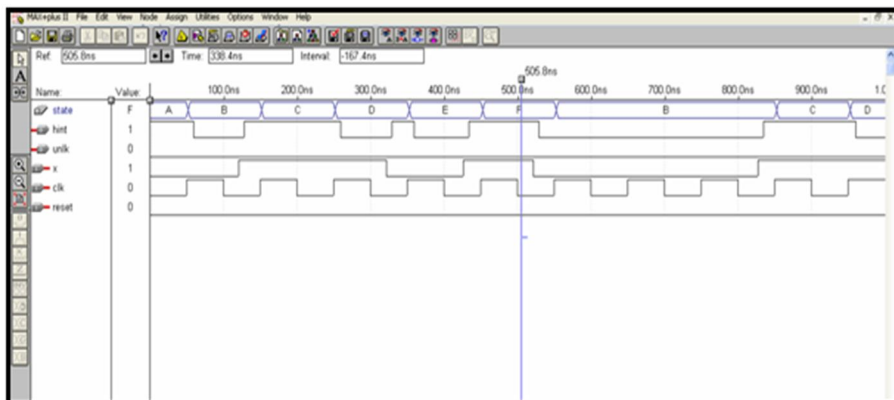 MAX+plus II File Edit View Node Assign Utilities Options Window Help
Ref: 505.8ns Time: 338.4ns Interval: -167.4ns
505.8ns
Name: Value: 100.0ns 200.0ns 300.0ns 400.0ns 500.0ns 600.0ns 700.0ns 800.0ns 900.0ns 1.0
state F A B C D E F B C D
hint 1
unlk 0
x 1
clk 0
reset 0
A